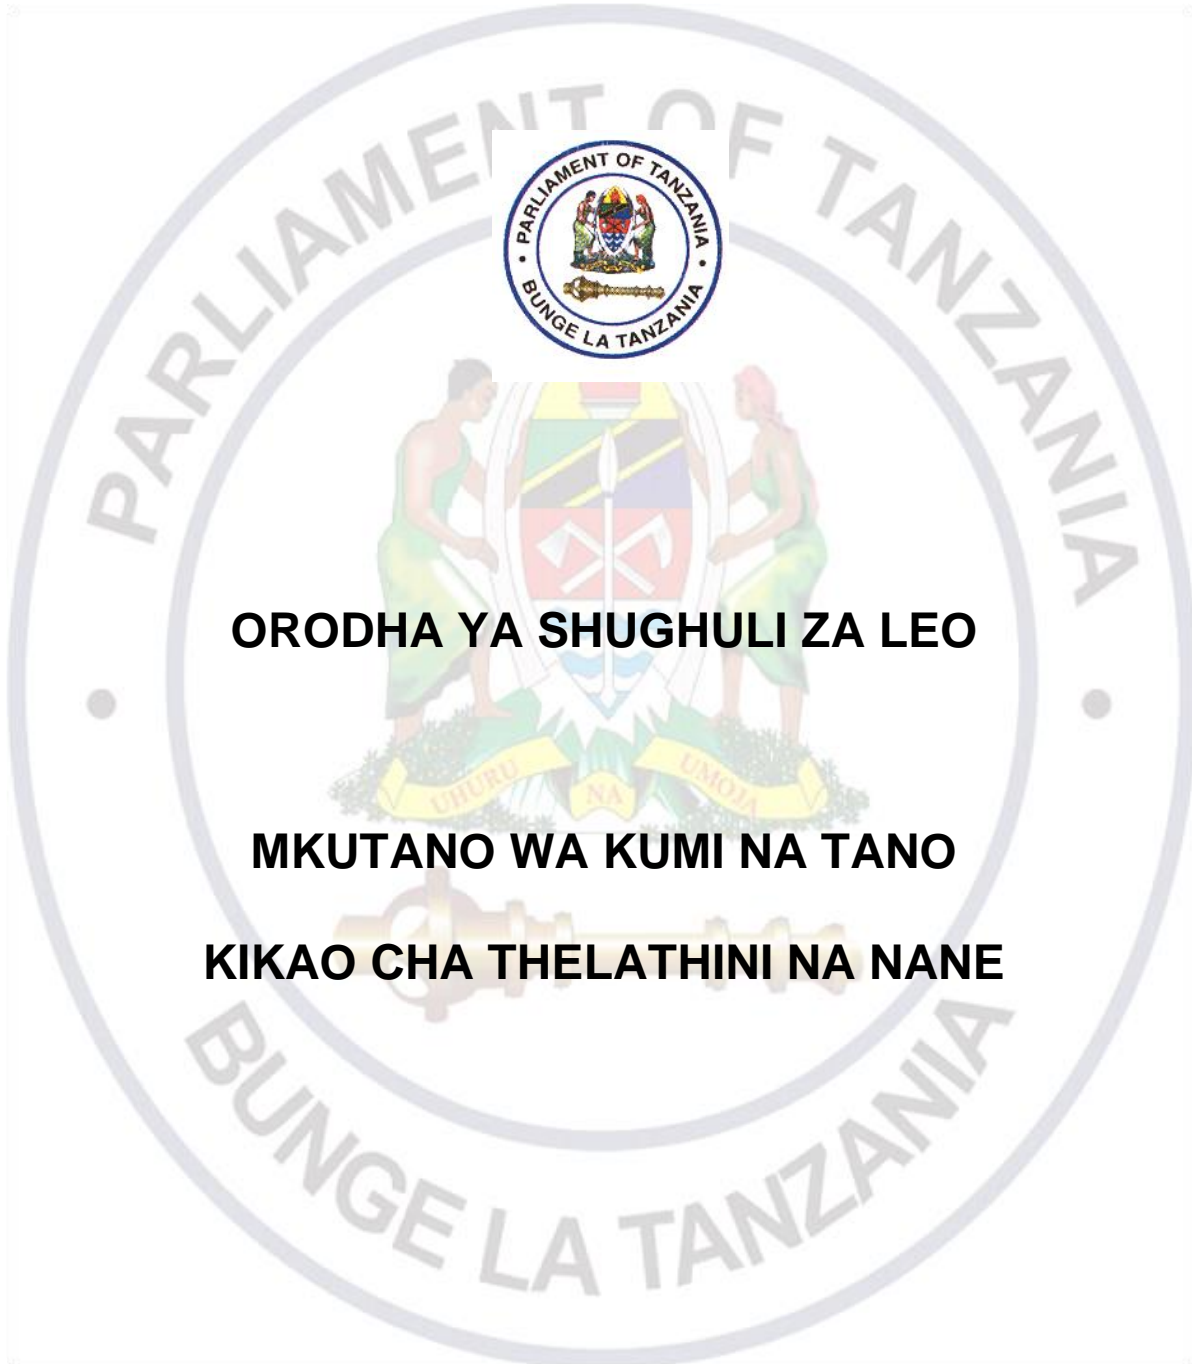 PARLIAMENT OF TANZANIA
BUNGE LA TANZANIA
PARLIAMENT OF TANZANIA
BUNGE LA TANZANIA
ORODHA YA SHUGHULI ZA LEO
UHURU NA UMOJA
MKUTANO WA KUMI NA TANO
KIKAO CHA THELATHINI NA NANE